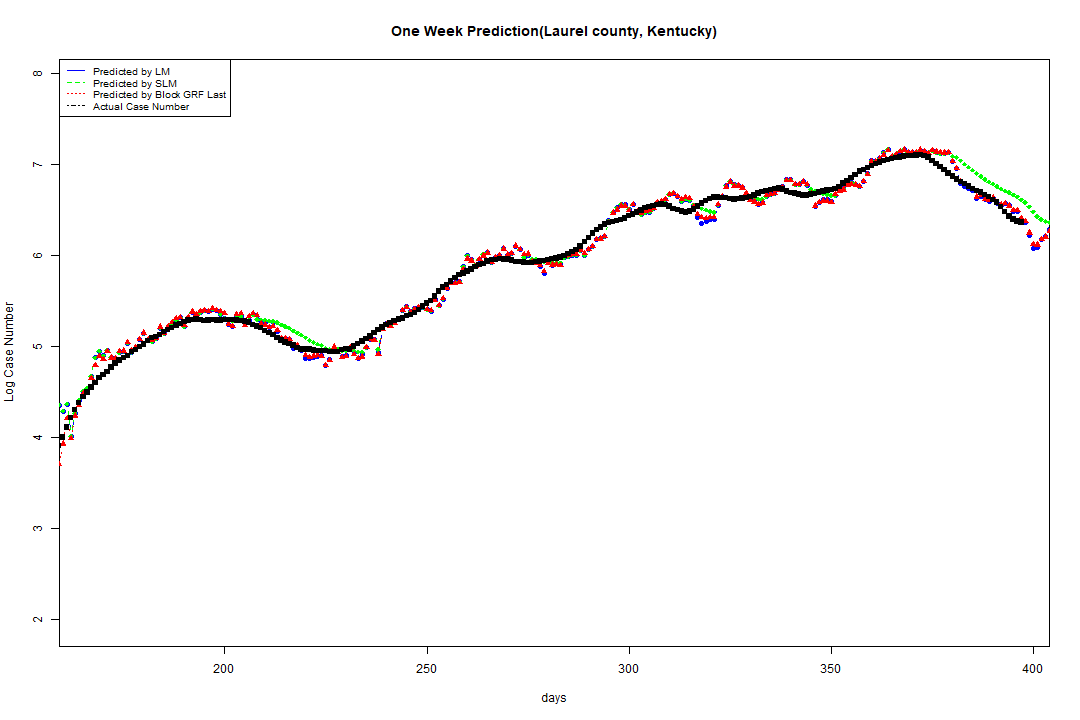 One Week Prediction(Laurel county, Kentucky)
Predicted by LM
Predicted by SLM
Predicted by Block GRF Last
Actual Case Number
Log Case Number
8
7
6
5
4
3
2
200 250 300 350 400
days